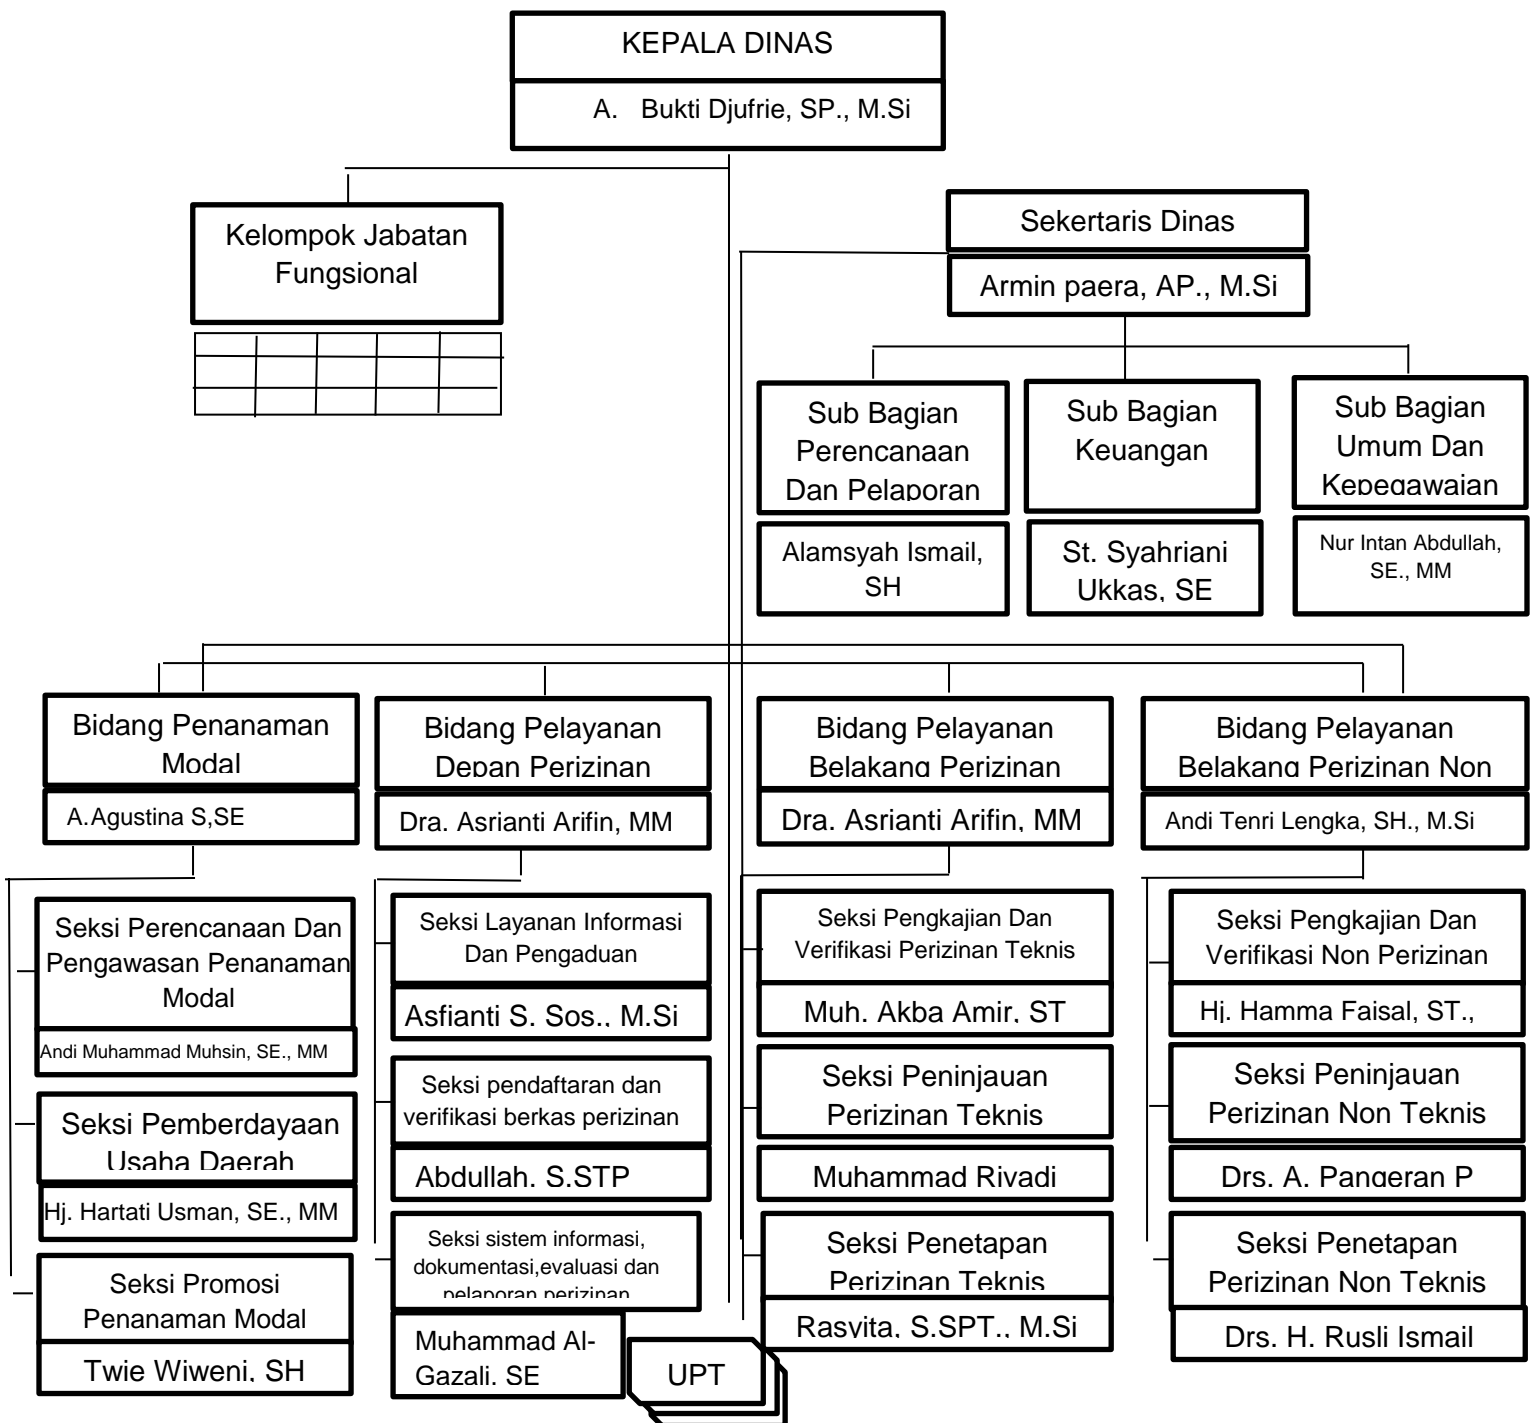 KEPALA DINAS
A. Bukti Djufrie, SP., M.Si
Kelompok Jabatan
Fungsional
Sekertaris Dinas
Armin paera, AP., M.Si
Sub Bagian
Perencanaan
Dan Pelaporan
Alamsyah Ismail,
SH
Sub Bagian
Keuangan
St. Syahriani
Ukkas, SE
Sub Bagian
Umum Dan
Kepegawaian
Nur Intan Abdullah,
SE., MM
Bidang Penanaman
Modal
A.Agustina S,SE
Bidang Pelayanan
Depan Perizinan
Dra. Asrianti Arifin, MM
Bidang Pelayanan
Belakang Perizinan
Dra. Asrianti Arifin, MM
Bidang Pelayanan
Belakang Perizinan Non
Andi Tenri Lengka, SH., M.Si
Seksi Perencanaan Dan
Pengawasan Penanaman
Modal
Andi Muhammad Muhsin, SE., MM
Seksi Pemberdayaan
Usaha Daerah
Hj. Hartati Usman, SE., MM
Seksi Promosi
Penanaman Modal
Twie Wiweni, SH
Seksi Layanan Informasi
Dan Pengaduan
Asfianti S. Sos., M.Si
Seksi pendaftaran dan
verifikasi berkas perizinan
Abdullah, S.STP
Seksi sistem informasi,
dokumentasi,evaluasi dan
pelaporan perizinan
Muhammad Al-
Gazali, SE
Seksi Pengkajian Dan
Verifikasi Perizinan Teknis
Muh. Akba Amir, ST
Seksi Peninjauan
Perizinan Teknis
Muhammad Rivadi
Seksi Penetapan
Perizinan Teknis
Rasvita, S.SPT., M.Si
Seksi Pengkajian Dan
Verifikasi Non Perizinan
Hj. Hamma Faisal, ST.,
Seksi Peninjauan
Perizinan Non Teknis
Drs. A. Pangeran P
Seksi Penetapan
Perizinan Non Teknis
Drs. H. Rusli Ismail
UPT